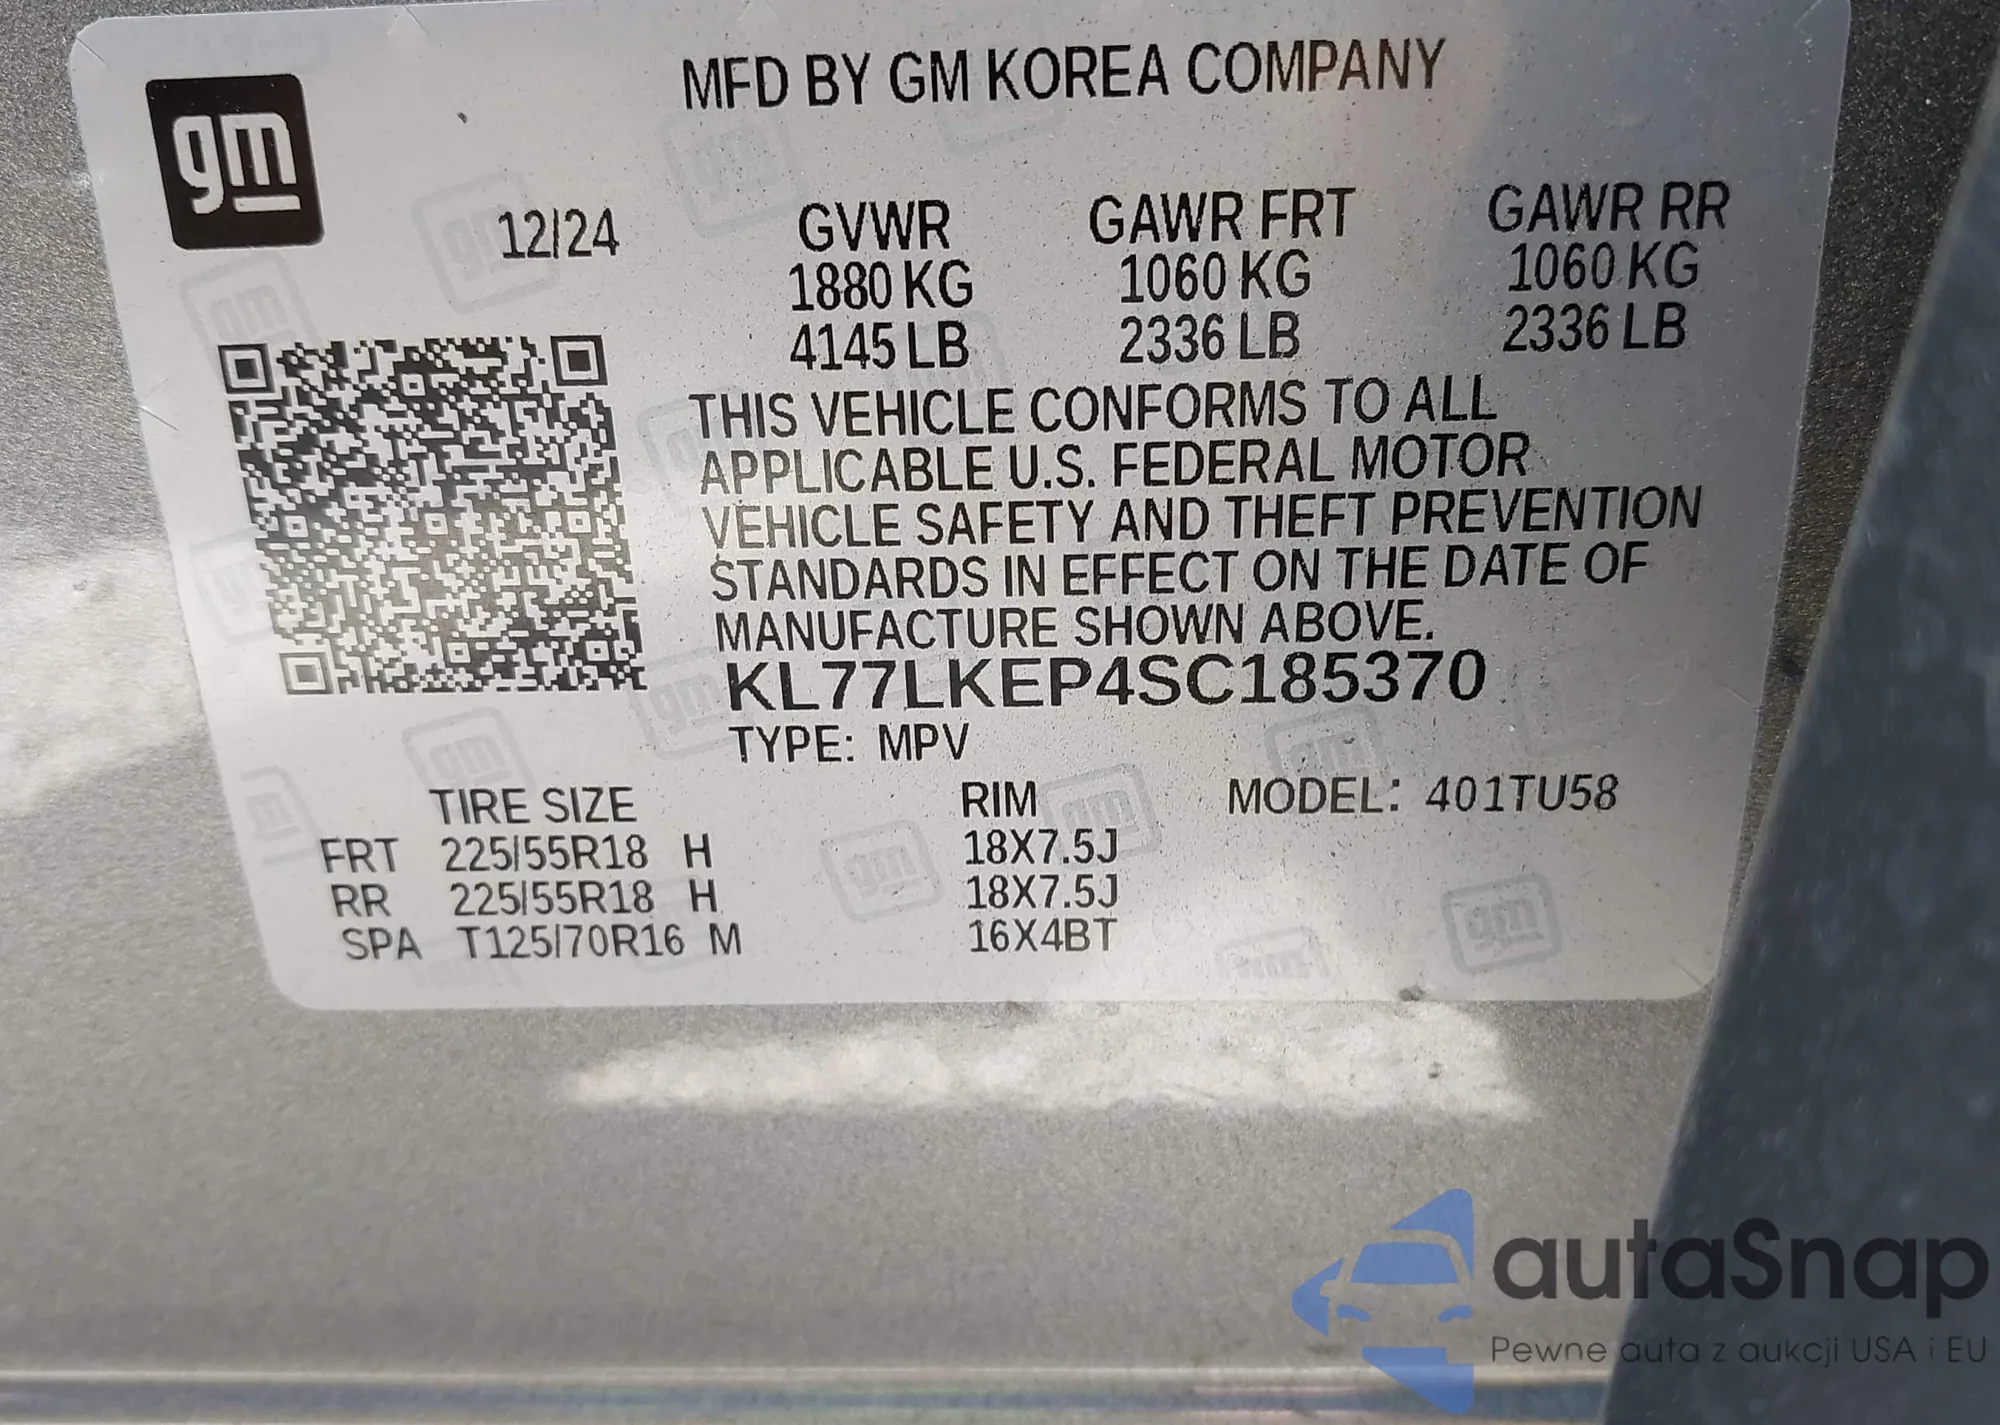 MFD BY GM KOREA COMPANY
gm
12/24 GVWR GAWR FRT GAWR RR
1880 KG 1060 KG 1060 KG
4145 LB 2336 LB 2336 LB
THIS VEHICLE CONFORMS TO ALL
APPLICABLE U.S. FEDERAL MOTOR
VEHICLE SAFETY AND THEFT PREVENTION
STANDARDS IN EFFECT ON THE DATE OF
MANUFACTURE SHOWN ABOVE.
KL77LKEP4SC185370
TYPE: MPV
TIRE SIZE RIM MODEL: 401TU58
FRT 225/55R18 H 18X7.5J
RR 225/55R18 H 18X7.5J
SPA T125/70R16 M 16X4BT
autaSnap
Pewne auta z aukcji USA i EU